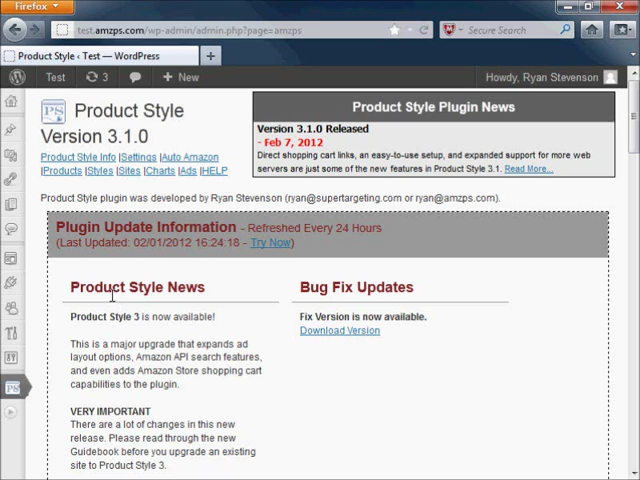 Firefox
test.amzps.com/wp-admin/admin.php?page=amzps
Secure Search
Product Style ‹ Test — WordPress
Test 3 New Howdy, Ryan Stevenson
PS Product Style
Version 3.1.0
Product Style Info |Settings |Auto Amazon
|Products |Styles |Sites |Charts |Ads |HELP
Product Style Plugin News
Version 3.1.0 Released
- Feb 7, 2012
Direct shopping cart links, an easy-to-use setup, and expanded support for more web
servers are just some of the new features in Product Style 3.1. Read More...
Product Style plugin was developed by Ryan Stevenson (ryan@supertargeting.com or ryan@amzps.com).
Plugin Update Information - Refreshed Every 24 Hours
(Last Updated: 02/01/2012 16:24:18 - Try Now)
Product Style News
Product Style 3 is now available!
This is a major upgrade that expands ad
layout options, Amazon API search features,
and even adds Amazon Store shopping cart
capabilities to the plugin.
VERY IMPORTANT
There are a lot of changes in this new
release. Please read through the new
Guidebook before you upgrade an existing
site to Product Style 3.
Bug Fix Updates
Fix Version is now available.
Download Version
PS